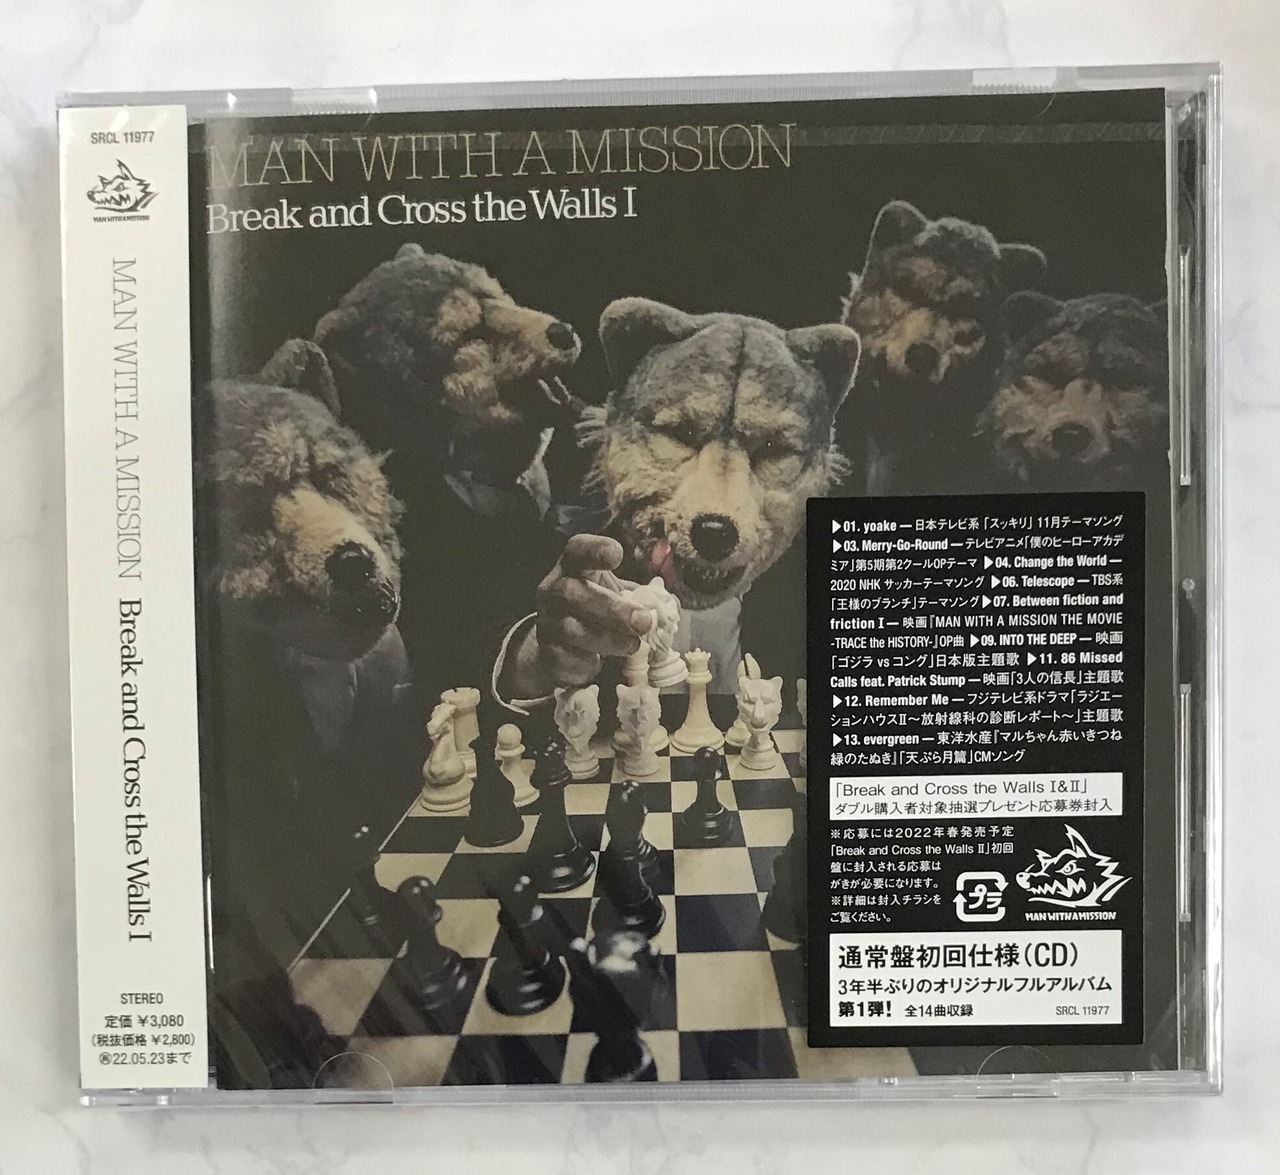 SRCL 11977
MAN WITH A MISSION
MAN WITH A MISSION Break and Cross the Walls I
STEREO
定価 ¥3,080
(税抜価格 ¥2,800)
㋐22.05.23まで
MAN WITH A MISSION
Break and Cross the Walls I
▶01. yoake — 日本テレビ系「スッキリ」11月テーマソング
▶03. Merry-Go-Round — テレビアニメ「僕のヒーローアカデ
ミア」第5期第2クールOPテーマ ▶04. Change the World —
2020 NHK サッカーテーマソング ▶06. Telescope — TBS系
「王様のブランチ」テーマソング▶07. Between fiction and
friction I — 映画『MAN WITH A MISSION THE MOVIE
-TRACE the HISTORY-』OP曲 ▶09. INTO THE DEEP — 映画
「ゴジラ vs コング」日本版主題歌 ▶11. 86 Missed
Calls feat. Patrick Stump — 映画「3人の信長」主題歌
▶12. Remember Me — フジテレビ系ドラマ「ラジエー
ションハウスⅡ〜放射線科の診断レポート〜」主題歌
▶13. evergreen — 東洋水産『マルちゃん赤いきつね
緑のたぬき』「天ぷら月篇」CMソング
「Break and Cross the Walls I&II」
ダブル購入者対象抽選プレゼント応募券封入
※応募には2022年春発売予定
「Break and Cross the Walls II」初回
盤に封入される応募は
がきが必要になります。
※詳細は封入チラシを
ご覧ください。
プラ
MAN WITH A MISSION
通常盤初回仕様(CD)
3年半ぶりのオリジナルフルアルバム
第1弾! 全14曲収録 SRCL 11977